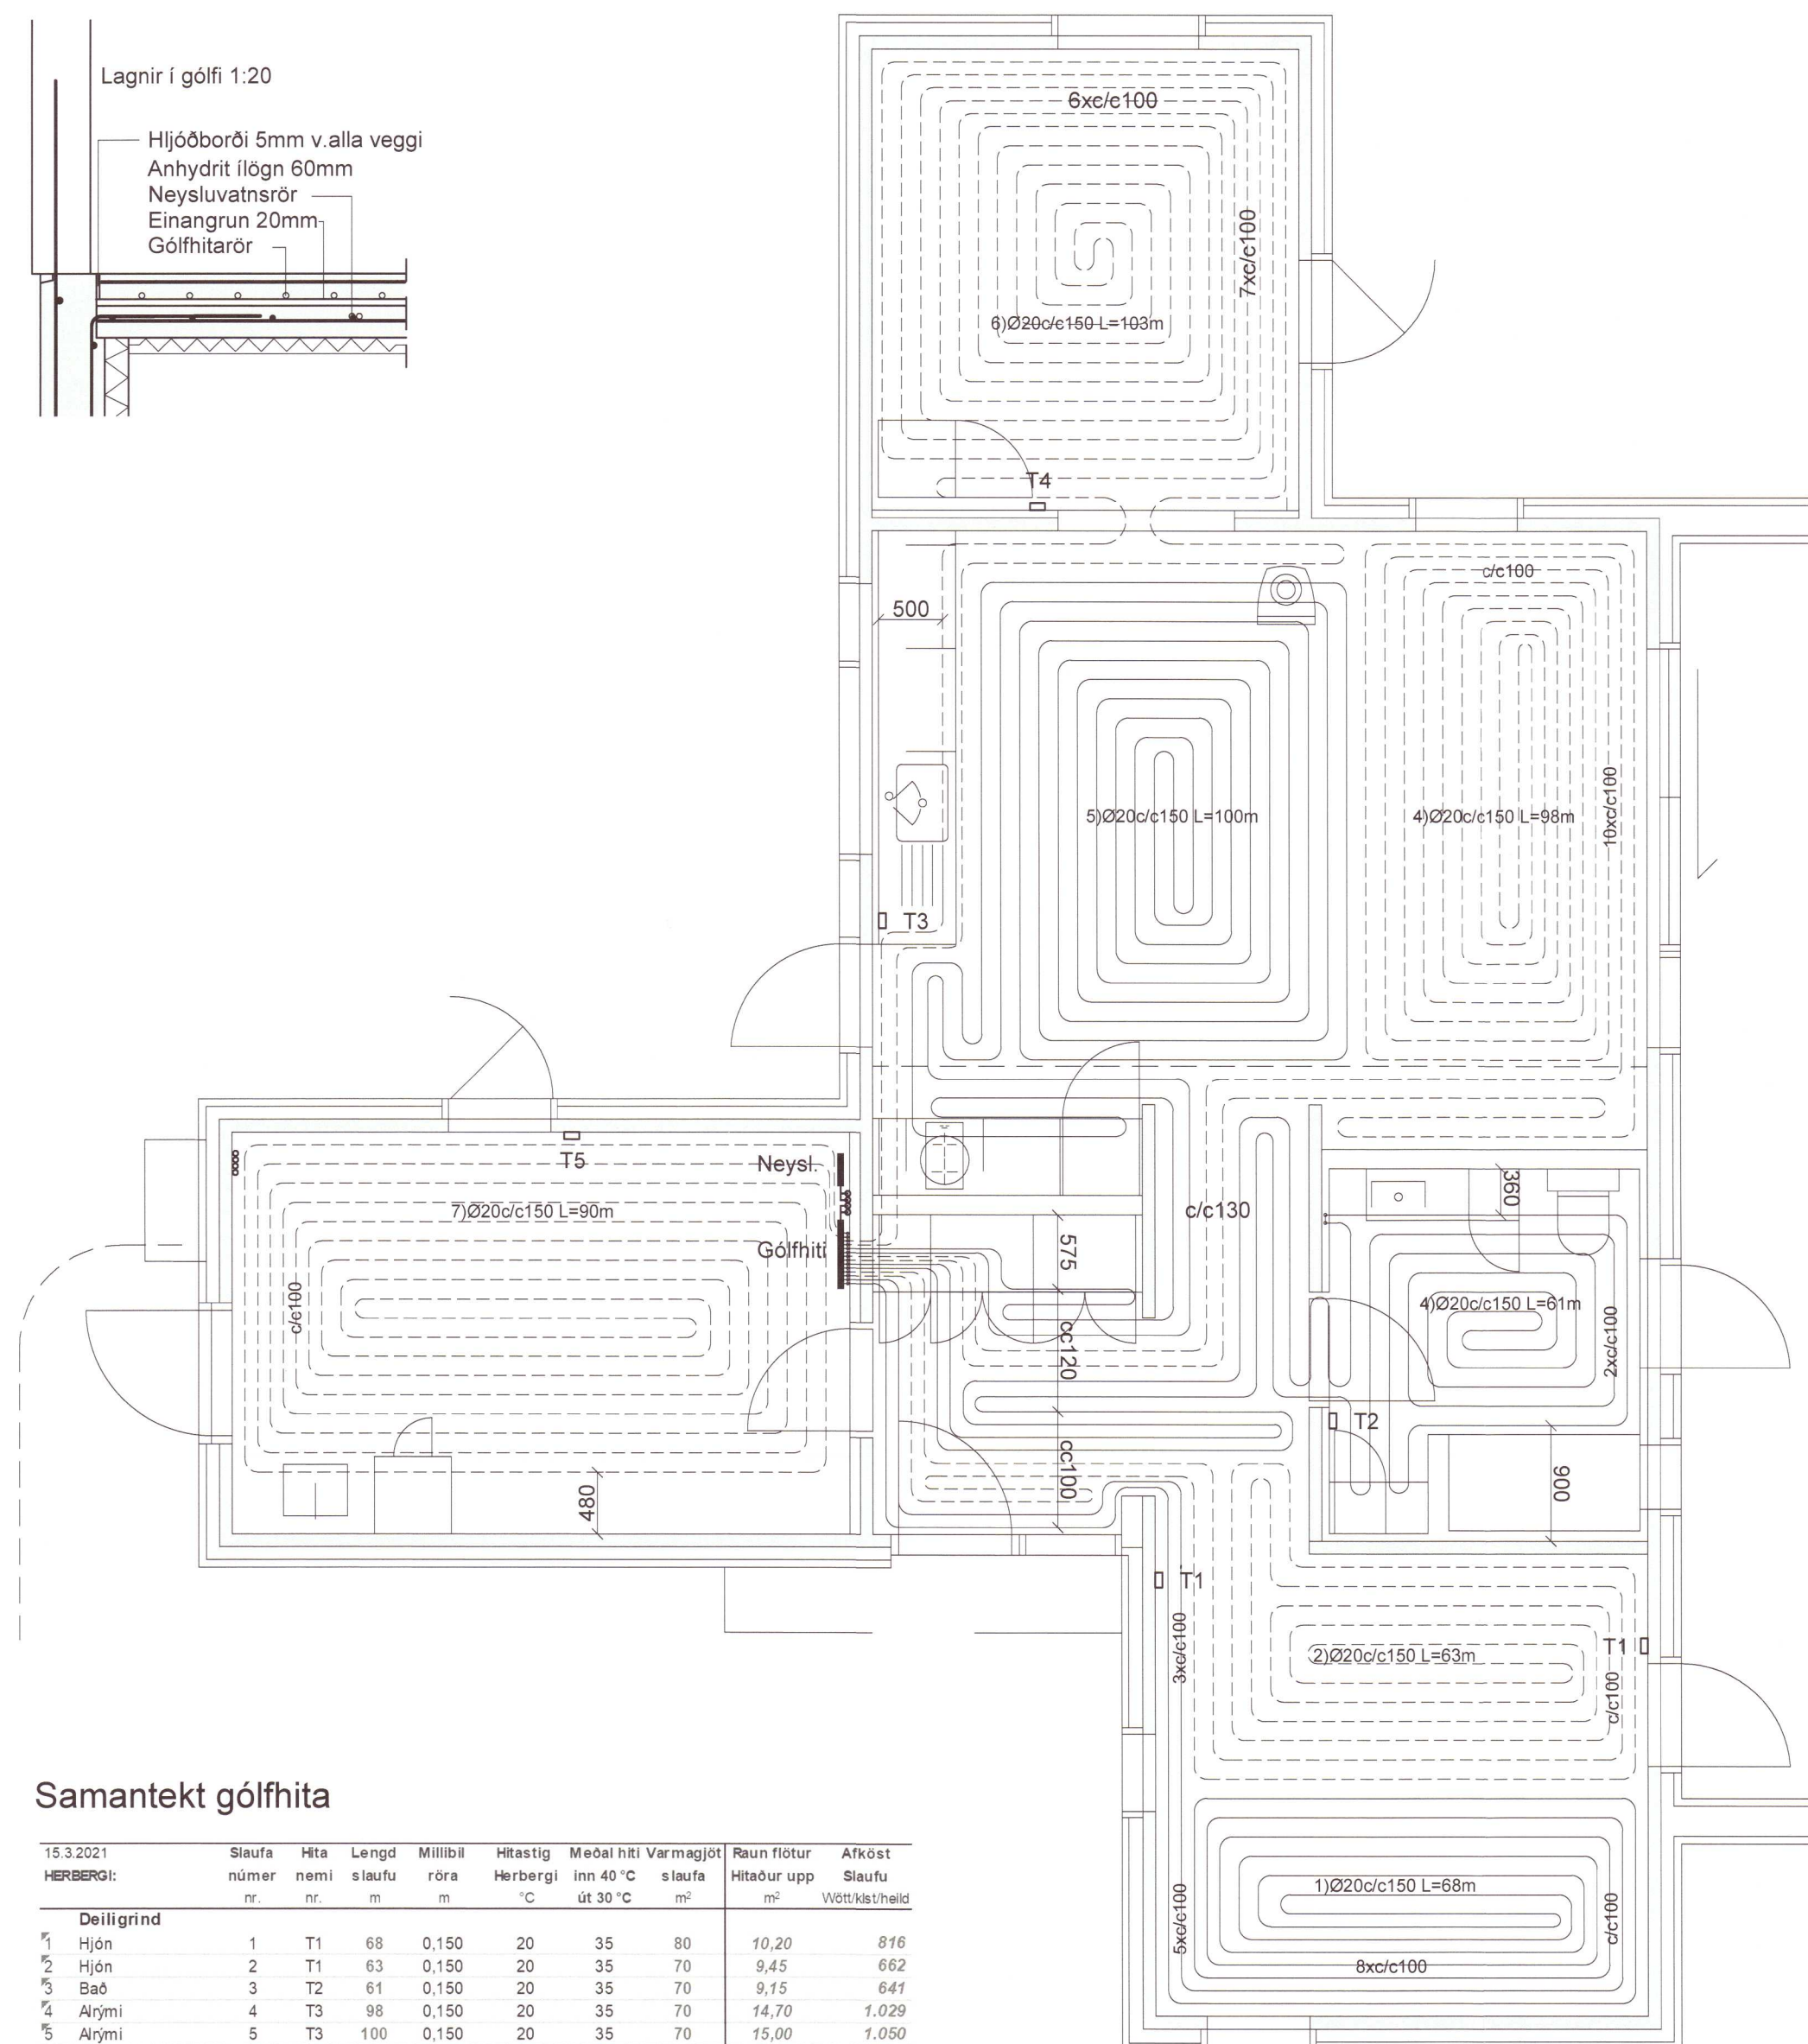 Lagnir í gólfi 1:20
Hljóðborði 5mm v.alla veggi
Anhydrit ílögn 60mm
Neysluvatnsrör
Einangrun 20mm
Gólfhitarör
6xc/c100
7xc/c100
6)Ø20c/c150 L=103m
T4
c/c100
500
5)Ø20c/c150 L=100m
4)Ø20c/c150 L=98m
10xc/c100
T3
T5
Neysl.
7)Ø20c/c150 L=90m
Gólfhiti
c/c100
480
575
c/c130
360
4)Ø20c/c150 L=61m
2xc/c100
cc120
T2
cc100
900
T1
3xc/c100
2)Ø20c/c150 L=63m
T1
c/c100
1)Ø20c/c150 L=68m
5xc/c100
c/c100
8xc/c100
Samantekt gólfhita
15.3.2021 Slaufa Hita Lengd Millibil Hitastig Meðal hiti Varmagjöt Raun flötur Afköst
HERBERGI: númer nemi slaufu röra Herbergi inn 40 °C slaufa Hitaður upp Slaufu
nr. nr. m m °C út 30 °C m² m² Wött/klst/heild
Deiligrind
1 Hjón 1 T1 68 0,150 20 35 80 10,20 816
2 Hjón 2 T1 63 0,150 20 35 70 9,45 662
3 Bað 3 T2 61 0,150 20 35 70 9,15 641
4 Alrými 4 T3 98 0,150 20 35 70 14,70 1.029
5 Alrými 5 T3 100 0,150 20 35 70 15,00 1.050